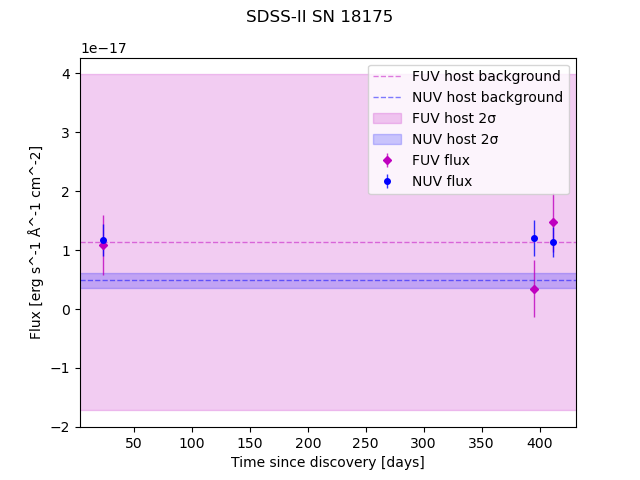 SDSS-II SN 18175
1e−17
FUV host background
NUV host background
FUV host 2σ
NUV host 2σ
FUV flux
NUV flux
4
3
2
1
0
−1
−2
Flux [erg s^-1 Å^-1 cm^-2]
50 100 150 200 250 300 350 400
Time since discovery [days]